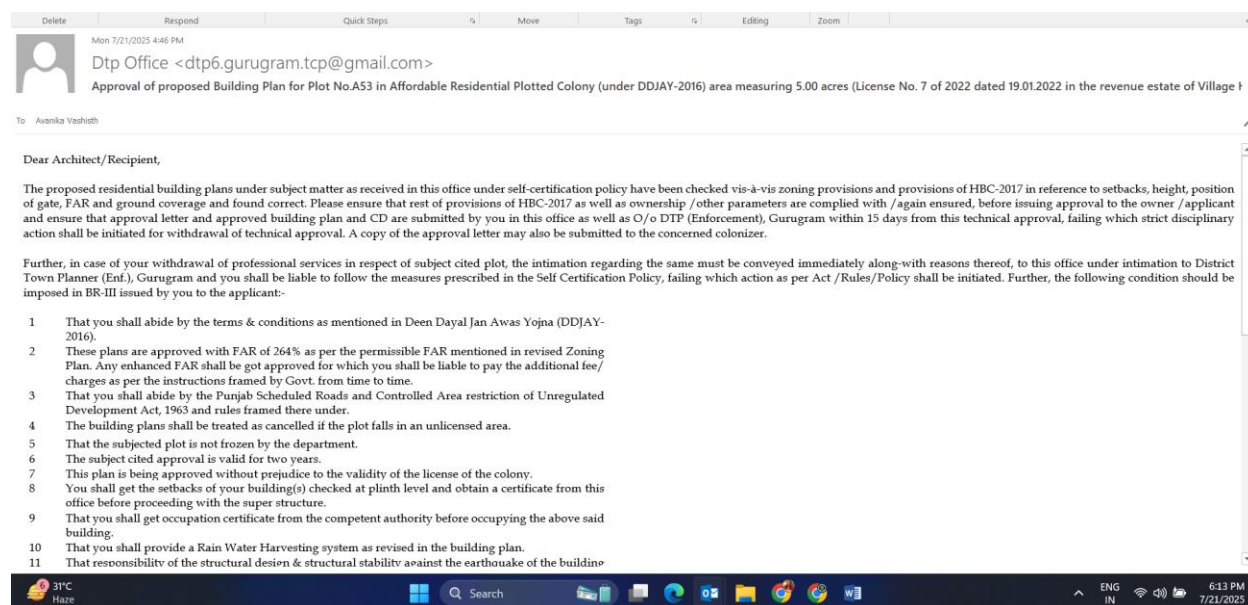 Delete Respond Quick Steps Move Tags Editing Zoom
Mon 7/21/2025 4:46 PM
Dtp Office <dtp6.gurugram.tcp@gmail.com>
Approval of proposed Building Plan for Plot No.A53 in Affordable Residential Plotted Colony (under DDJAY-2016) area measuring 5.00 acres (License No. 7 of 2022 dated 19.01.2022 in the revenue estate of Village
To Avanika Vashisth
Dear Architect/Recipient,
The proposed residential building plans under subject matter as received in this office under self-certification policy have been checked vis-à-vis zoning provisions and provisions of HBC-2017 in reference to setbacks, height, position
of gate, FAR and ground coverage and found correct. Please ensure that rest of provisions of HBC-2017 as well as ownership /other parameters are complied with /again ensured, before issuing approval to the owner /applicant
and ensure that approval letter and approved building plan and CD are submitted by you in this office as well as O/o DTP (Enforcement), Gurugram within 15 days from this technical approval, failing which strict disciplinary
action shall be initiated for withdrawal of technical approval. A copy of the approval letter may also be submitted to the concerned colonizer.
Further, in case of your withdrawal of professional services in respect of subject cited plot, the intimation regarding the same must be conveyed immediately along-with reasons thereof, to this office under intimation to District
Town Planner (Enf.), Gurugram and you shall be liable to follow the measures prescribed in the Self Certification Policy, failing which action as per Act /Rules/Policy shall be initiated. Further, the following condition should be
imposed in BR-III issued by you to the applicant:-
1 That you shall abide by the terms & conditions as mentioned in Deen Dayal Jan Awas Yojna (DDJAY-
2016).
2 These plans are approved with FAR of 264% as per the permissible FAR mentioned in revised Zoning
Plan. Any enhanced FAR shall be got approved for which you shall be liable to pay the additional fee/
charges as per the instructions framed by Govt. from time to time.
3 That you shall abide by the Punjab Scheduled Roads and Controlled Area restriction of Unregulated
Development Act, 1963 and rules framed there under.
4 The building plans shall be treated as cancelled if the plot falls in an unlicensed area.
5 That the subjected plot is not frozen by the department.
6 The subject cited approval is valid for two years.
7 This plan is being approved without prejudice to the validity of the license of the colony.
8 You shall get the setbacks of your building(s) checked at plinth level and obtain a certificate from this
office before proceeding with the super structure.
9 That you shall get occupation certificate from the competent authority before occupying the above said
building.
10 That you shall provide a Rain Water Harvesting system as revised in the building plan.
11 That responsibility of the structural design & structural stability against the earthquake of the building
6
31°C
Haze
Search
ENG
IN
6:13 PM
7/21/2025